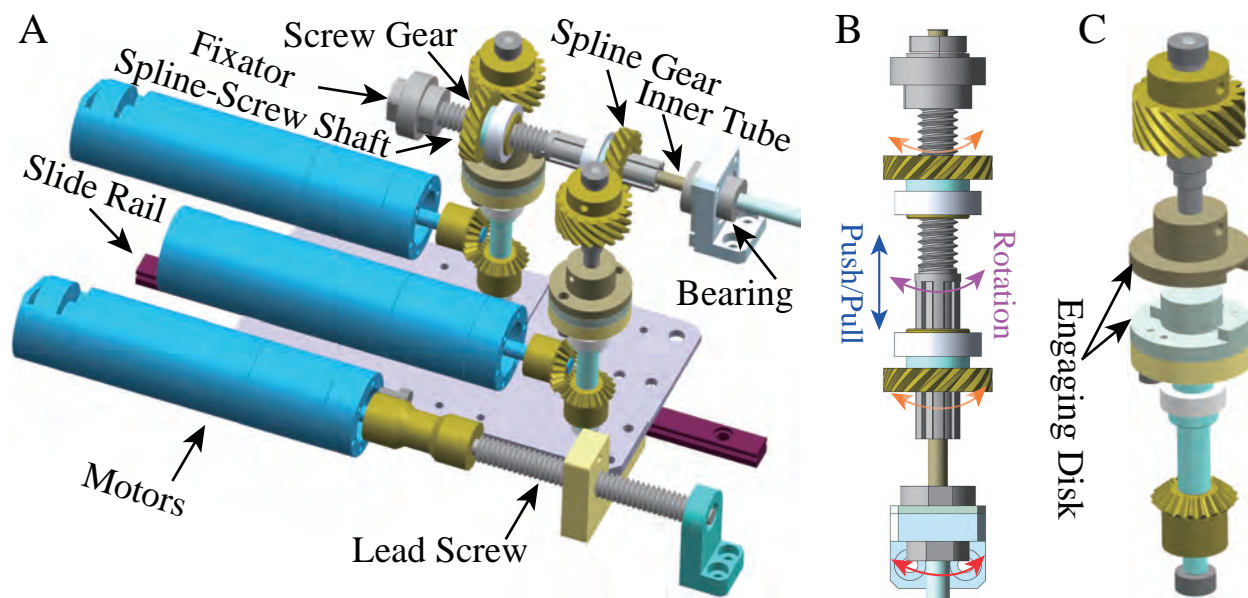 A
Screw Gear
Fixator
Spline-Screw Shaft
Slide Rail
Spline Gear
Inner Tube
Bearing
Motors
Lead Screw
B
Push/Pull
Rotation
C
Engaging Disk